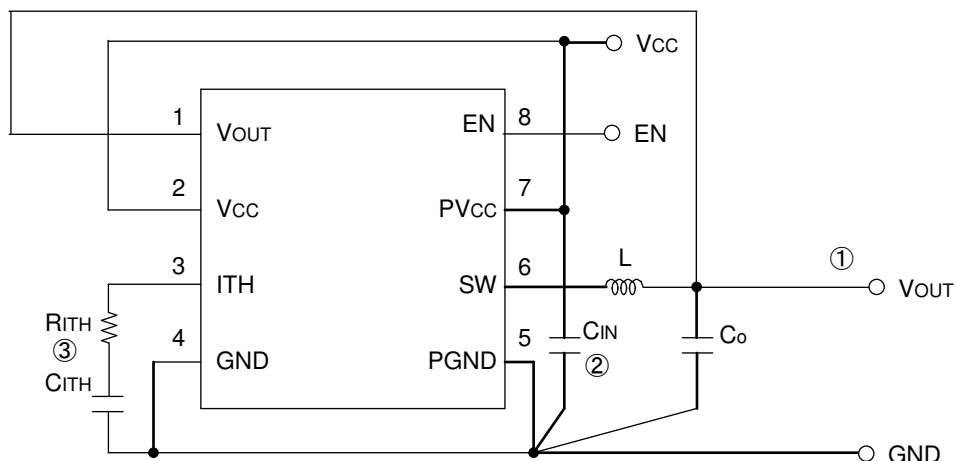 VCC
1 VOUT EN 8 EN
2 VCC PVCC 7
3 ITH SW 6 L ① VOUT
RITH
③
CITH
4 GND PGND 5 CIN
②
Co
GND